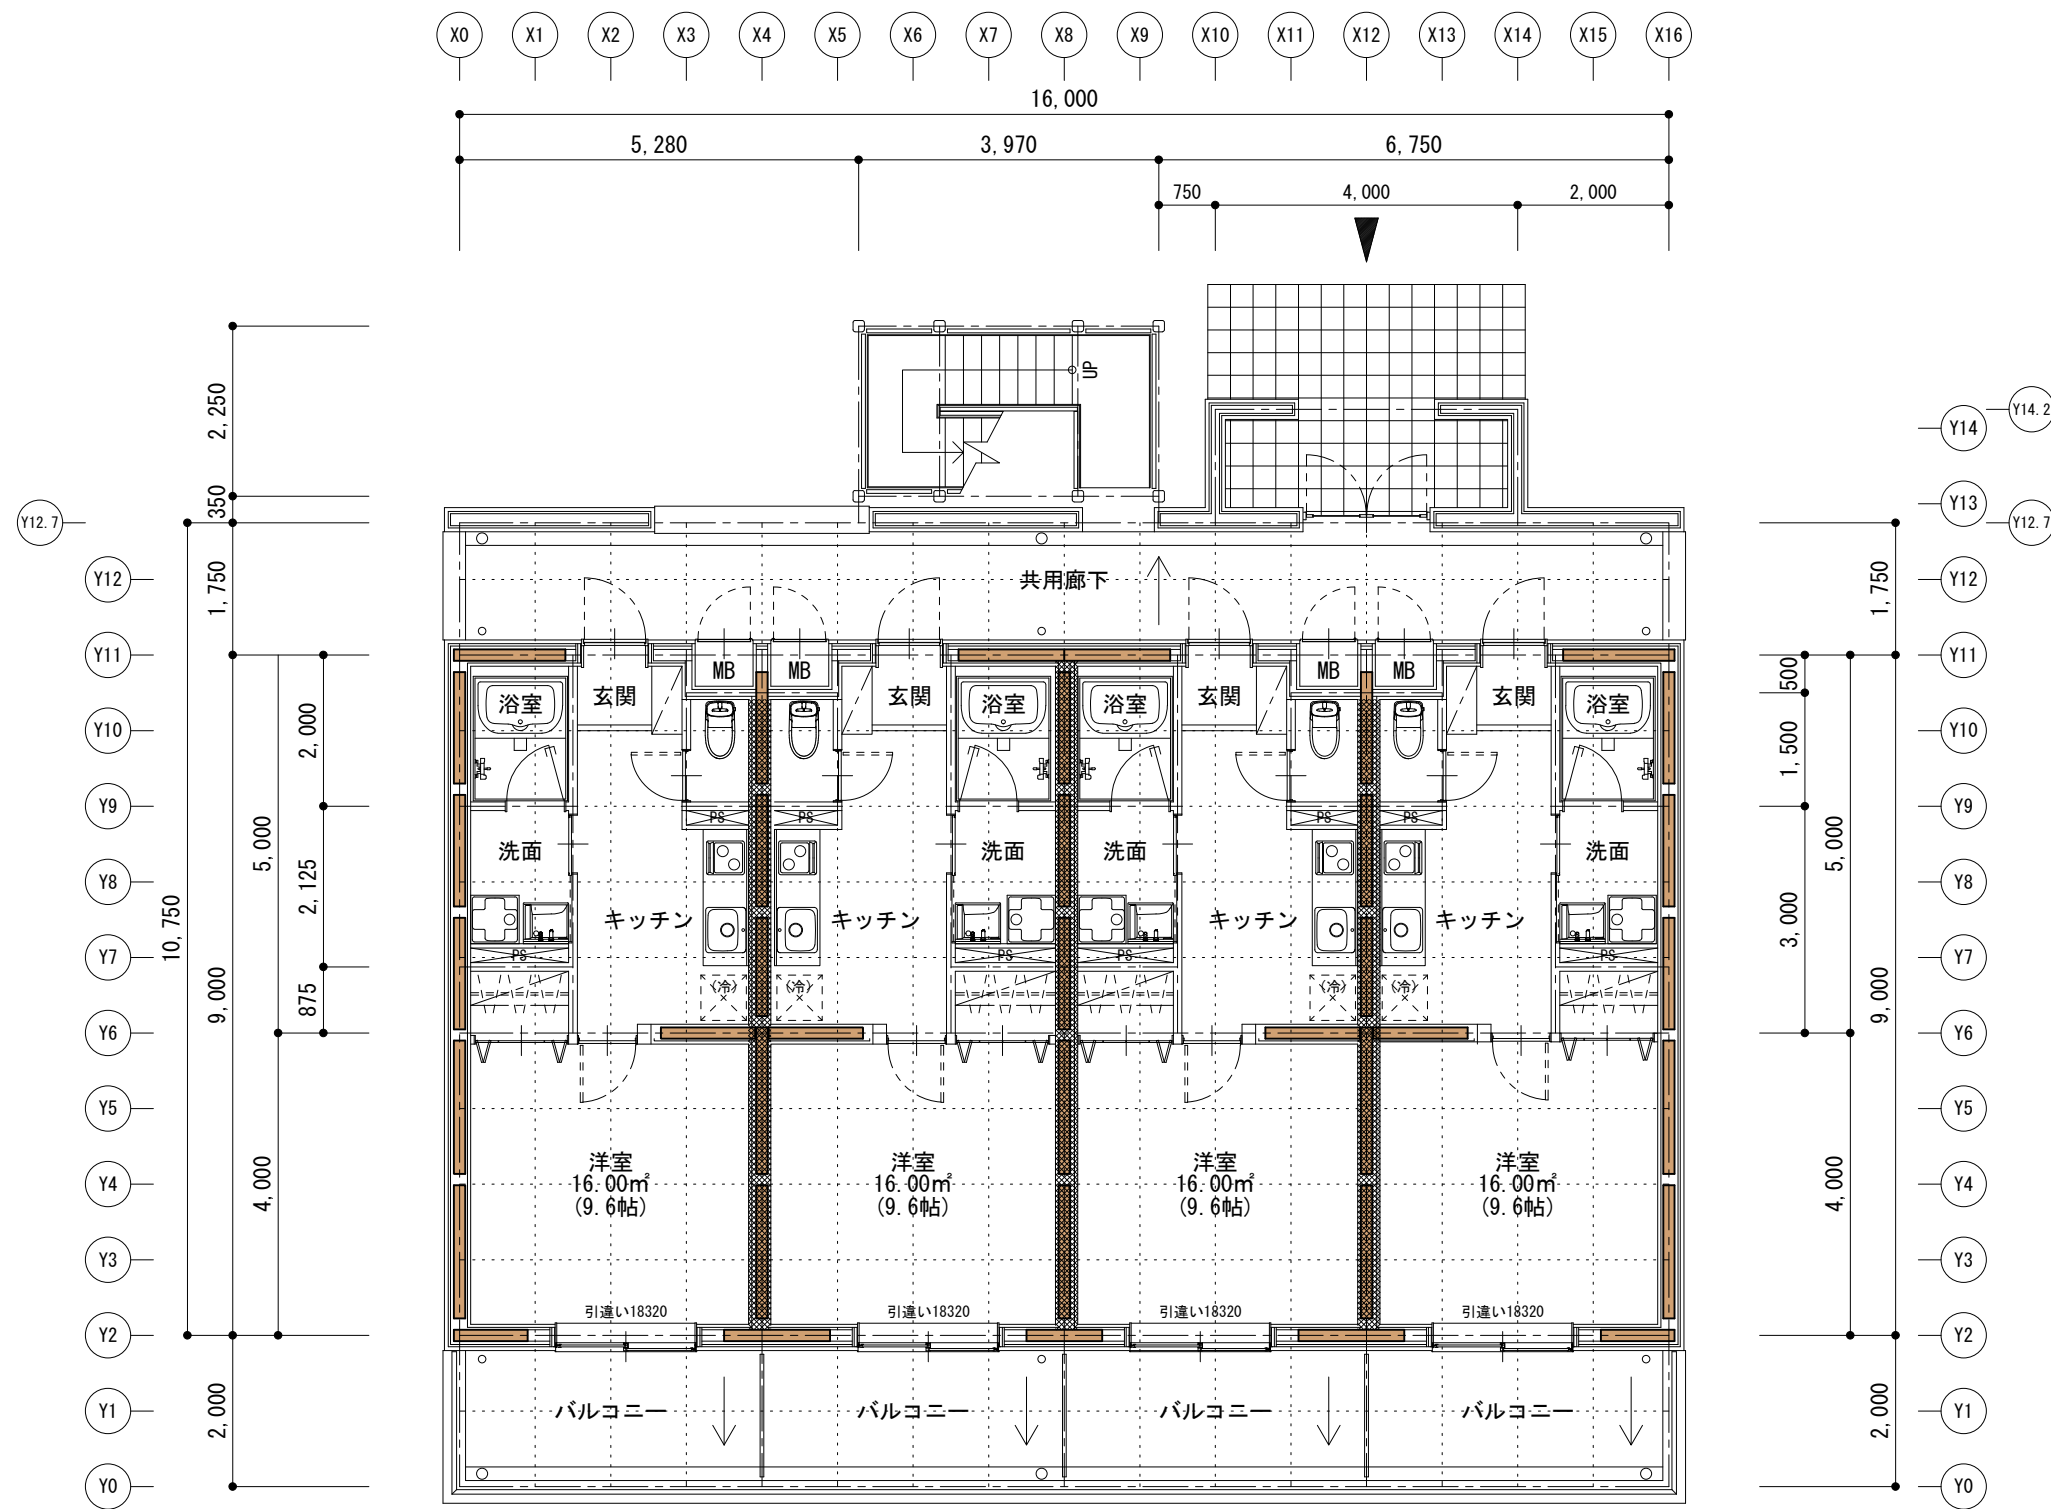 X0 X1 X2 X3 X4 X5 X6 X7 X8 X9 X10 X11 X12 X13 X14 X15 X16
16,000
5,280 3,970 6,750
750 4,000 2,000
UP
2,250
350
1,750
10,750
9,000
5,000
4,000
2,000
2,125
875
2,000
Y12.7
Y12
Y11
Y10
Y9
Y8
Y7
Y6
Y5
Y4
Y3
Y2
Y1
Y0
共用廊下
MB MB MB MB
玄関 玄関 玄関 玄関
浴室 浴室 浴室 浴室
PS PS PS PS
洗面 洗面 洗面 洗面
キッチン キッチン キッチン キッチン
PS PS PS PS
(冷) (冷) (冷) (冷)
洋室 洋室 洋室 洋室
16.00㎡ 16.00㎡ 16.00㎡ 16.00㎡
(9.6帖) (9.6帖) (9.6帖) (9.6帖)
引違い18320 引違い18320 引違い18320 引違い18320
バルコニー バルコニー バルコニー バルコニー
1,750
500
1,500
3,000
5,000
4,000
9,000
2,000
Y14.2
Y14
Y13
Y12.7
Y12
Y11
Y10
Y9
Y8
Y7
Y6
Y5
Y4
Y3
Y2
Y1
Y0